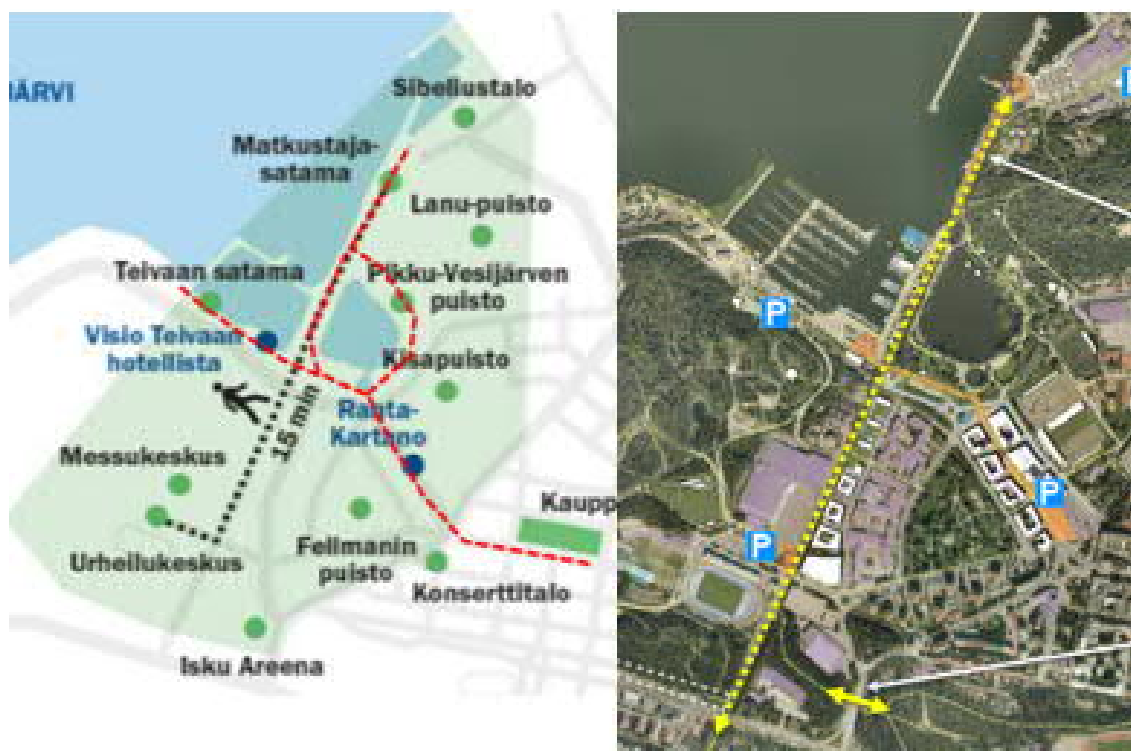 JÄRVI
Sibeliustalo
Matkustaja-
satama
Lanu-puisto
Teivaan satama
Pikku-Vesijärven
puisto
Visio Teivaan
hotellista
Kisapuisto
15 min
Ranta-
Kartano
Messukeskus
Urheilukeskus
Fellmanin
puisto
Kaupp
Konserttitalo
Isku Areena
P
P
P